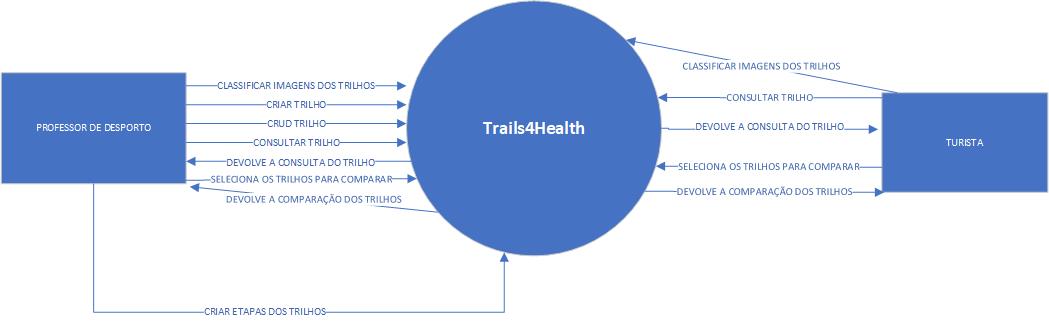 PROFESSOR DE DESPORTO
CLASSIFICAR IMAGENS DOS TRILHOS
CRIAR TRILHO
CRUD TRILHO
CONSULTAR TRILHO
DEVOLVE A CONSULTA DO TRILHO
SELECIONA OS TRILHOS PARA COMPARAR
DEVOLVE A COMPARAÇÃO DOS TRILHOS
CRIAR ETAPAS DOS TRILHOS
Trails4Health
CLASSIFICAR IMAGENS DOS TRILHOS
CONSULTAR TRILHO
DEVOLVE A CONSULTA DO TRILHO
SELECIONA OS TRILHOS PARA COMPARAR
DEVOLVE A COMPARAÇÃO DOS TRILHOS
TURISTA